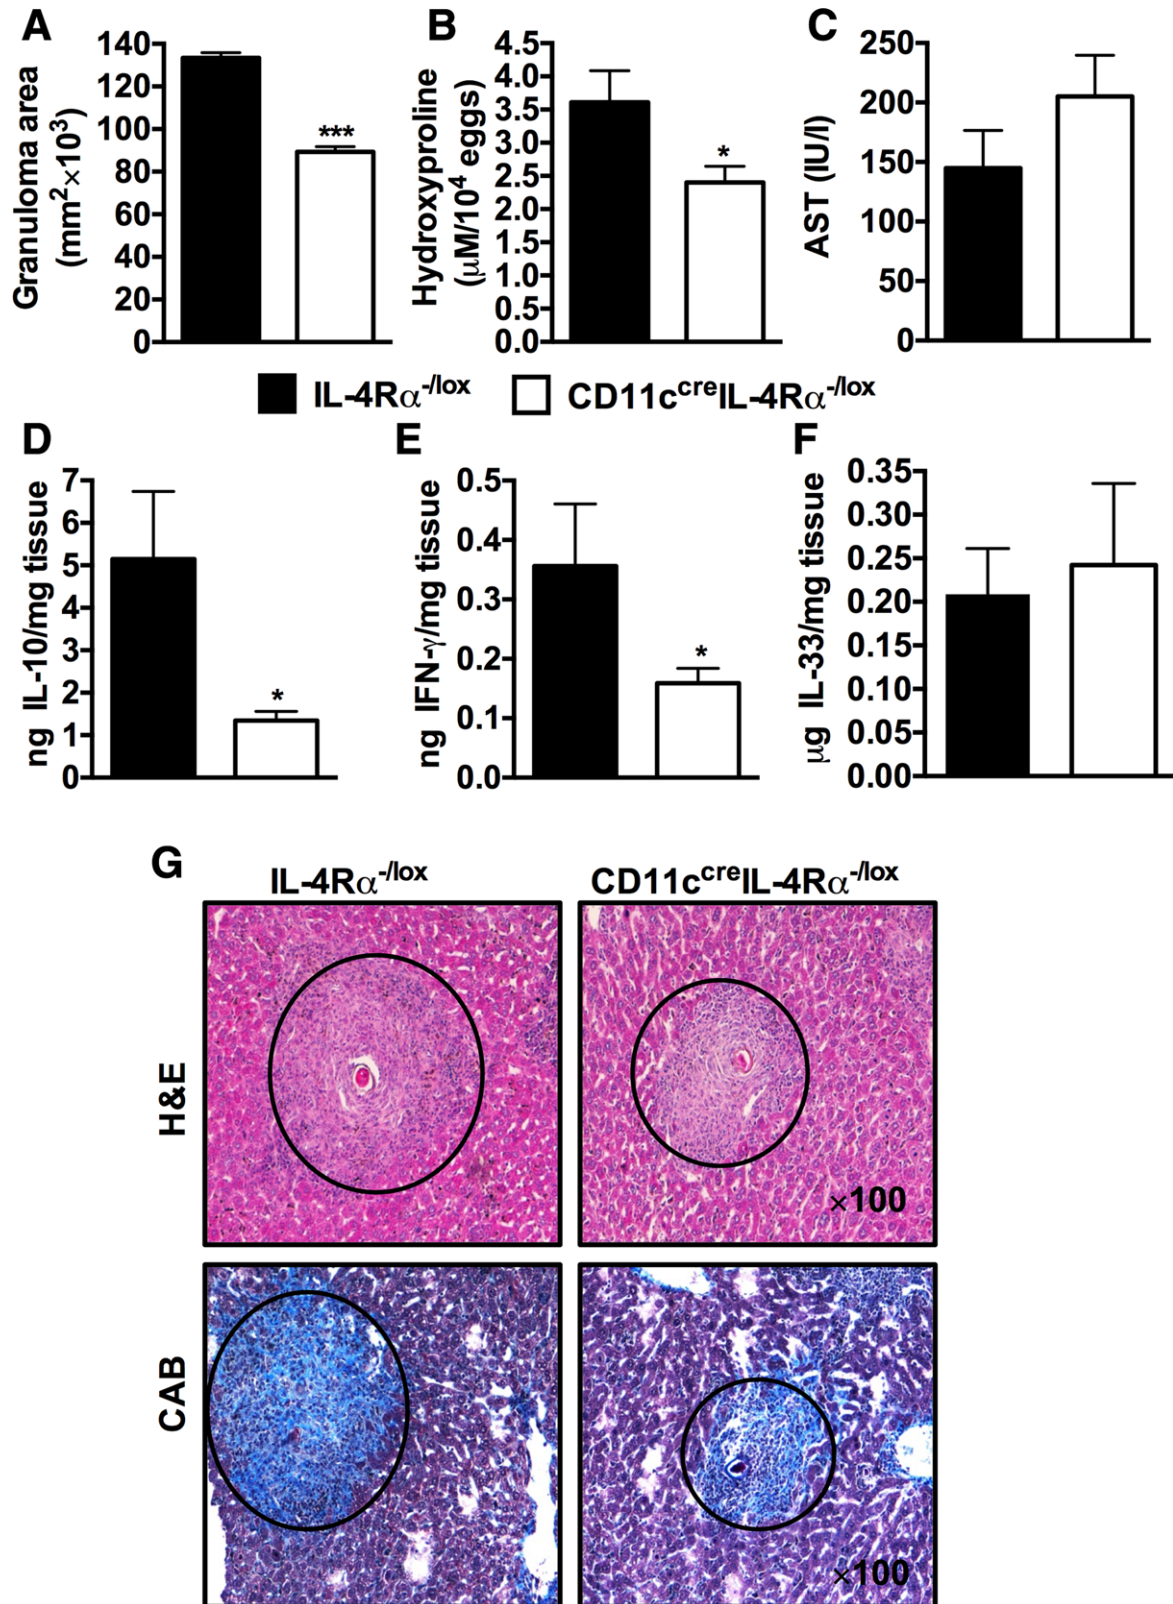 A
Granuloma area
(mm²×10³)
140
120
100
80
60
40
20
0
***
B
Hydroxyproline
(μM/10⁴ eggs)
4.5
4.0
3.5
3.0
2.5
2.0
1.5
1.0
0.5
0.0
*
C
AST (IU/l)
250
200
150
100
50
0
IL-4Rα⁻/ˡᵒˣ
CD11cᶜʳᵉIL-4Rα⁻/ˡᵒˣ
D
ng IL-10/mg tissue
7
6
5
4
3
2
1
0
*
E
ng IFN-γ/mg tissue
0.5
0.4
0.3
0.2
0.1
0.0
*
F
μg IL-33/mg tissue
0.35
0.30
0.25
0.20
0.15
0.10
0.05
0.00
G
IL-4Rα⁻/ˡᵒˣ
CD11cᶜʳᵉIL-4Rα⁻/ˡᵒˣ
H&E
×100
CAB
×100